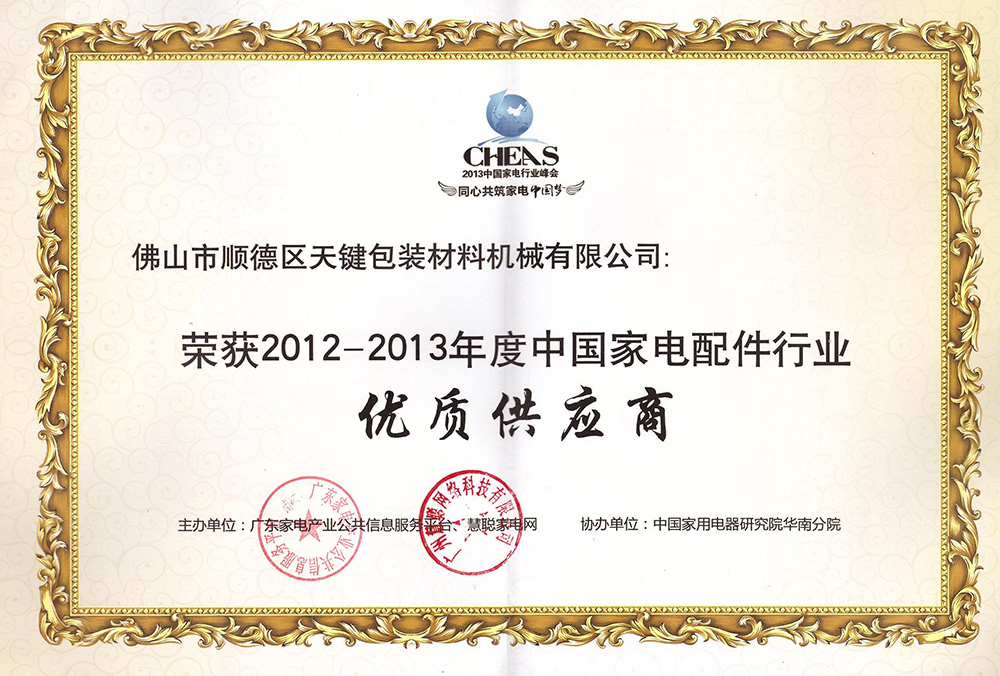 CHEAS
2013中国家电行业峰会
同心共筑家电中国梦
佛山市顺德区天键包装材料机械有限公司:
荣获2012-2013年度中国家电配件行业
优质供应商
主办单位:广东家电产业公共信息服务平台、慧聪家电网
协办单位:中国家用电器研究院华南分院
广东家电产业公共信息服务平
广州慧聪网络科技有限公司